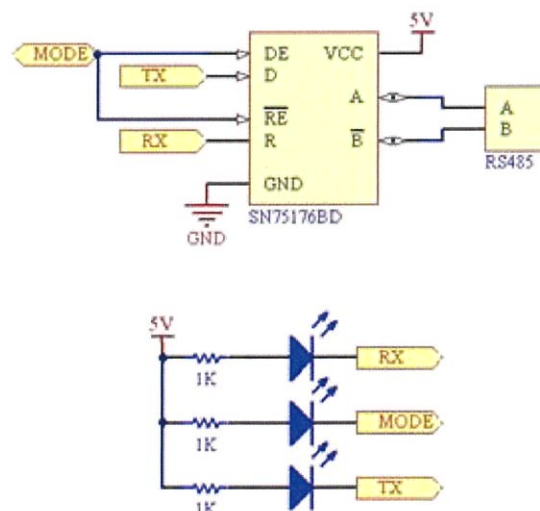 5V
MODE
DE
VCC
TX
D
A
A
RE
B
RX
R
B
GND
RS485
SN75176BD
GND
5V
RX
1K
MODE
1K
TX
1K